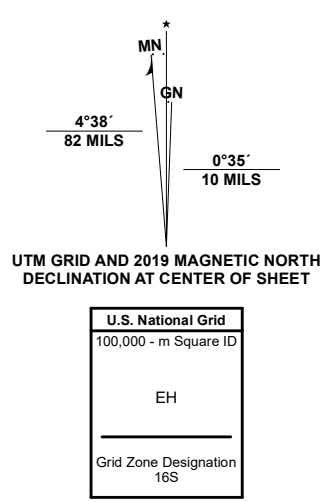 MN
GN
4°38´
82 MILS
0°35´
10 MILS
UTM GRID AND 2019 MAGNETIC NORTH
DECLINATION AT CENTER OF SHEET
U.S. National Grid
100,000 - m Square ID
EH
Grid Zone Designation
16S